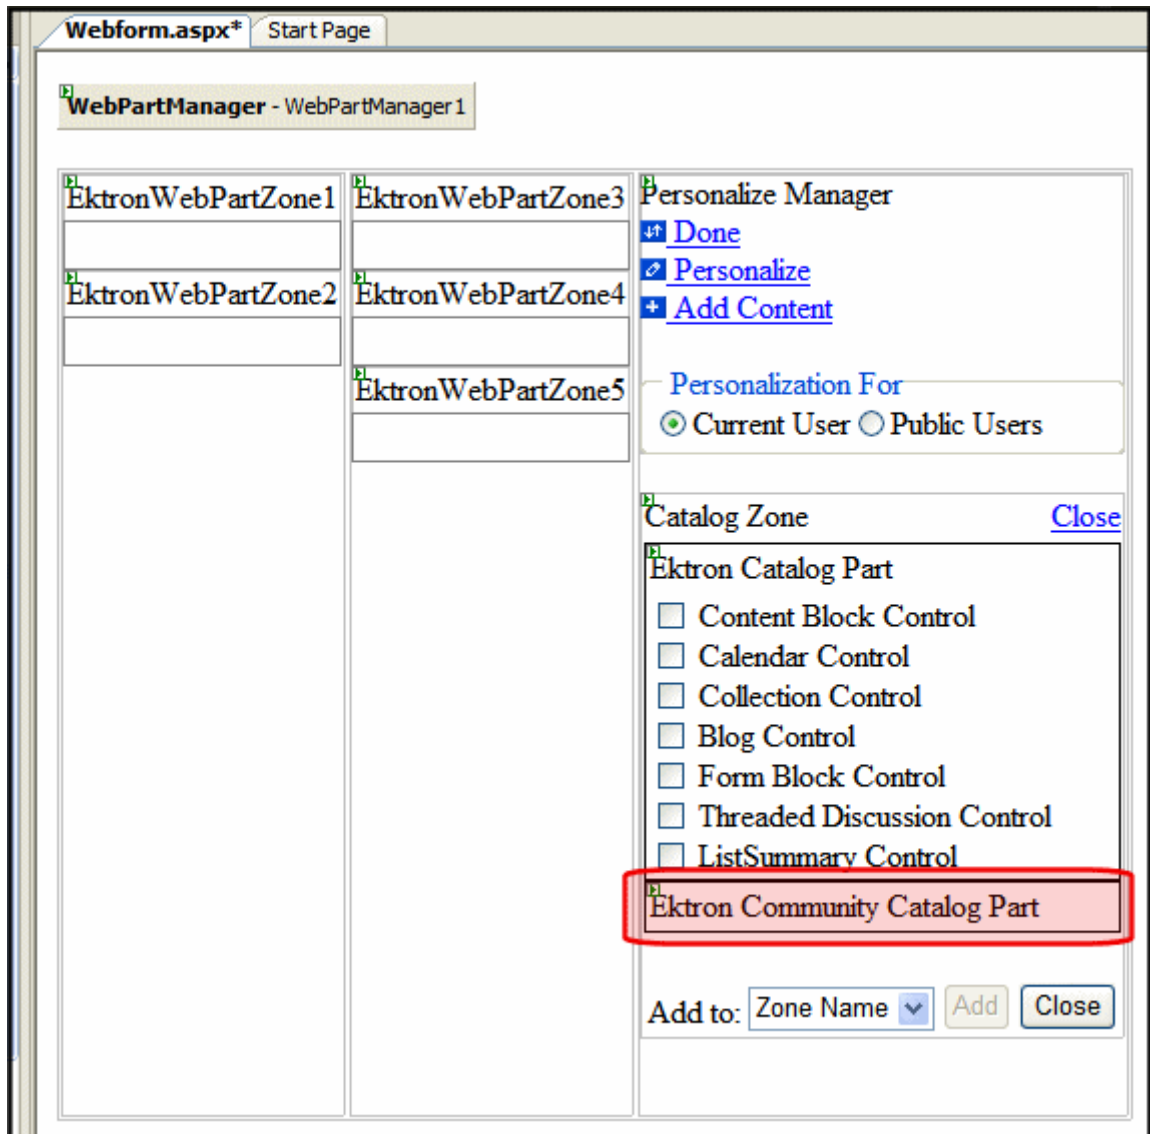 Webform.aspx* Start Page
WebPartManager - WebPartManager1
EktronWebPartZone1
EktronWebPartZone2
EktronWebPartZone3
EktronWebPartZone4
EktronWebPartZone5
Personalize Manager
Done
Personalize
Add Content
Personalization For
Current User Public Users
Catalog Zone Close
Ektron Catalog Part
Content Block Control
Calendar Control
Collection Control
Blog Control
Form Block Control
Threaded Discussion Control
ListSummary Control
Ektron Community Catalog Part
Add to: Zone Name Add Close